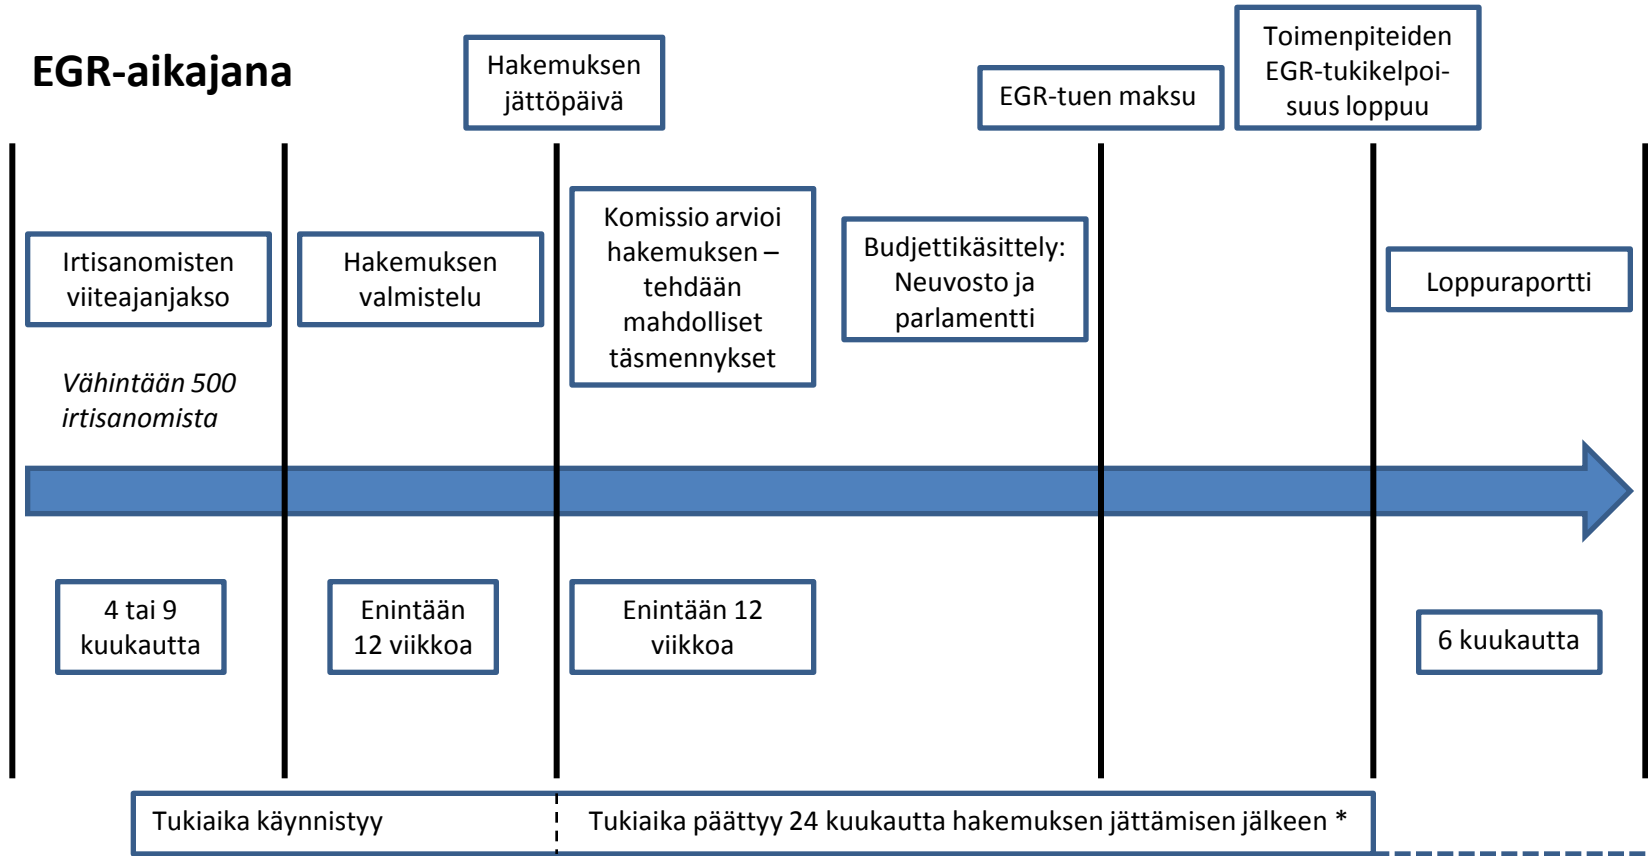 EGR-aikajana
Hakemuksen
jättöpäivä
EGR-tuen maksu
Toimenpiteiden
EGR-tukikelpoi-
suus loppuu
Irtisanomisten
viiteajanjakso
Hakemuksen
valmistelu
Komissio arvioi
hakemuksen –
tehdään
mahdolliset
täsmennykset
Budjettikäsittely:
Neuvosto ja
parlamentti
Loppuraportti
Vähintään 500
irtisanomista
4 tai 9
kuukautta
Enintään
12 viikkoa
Enintään 12
viikkoa
6 kuukautta
Tukiaika käynnistyy
Tukiaika päättyy 24 kuukautta hakemuksen jättämisen jälkeen *